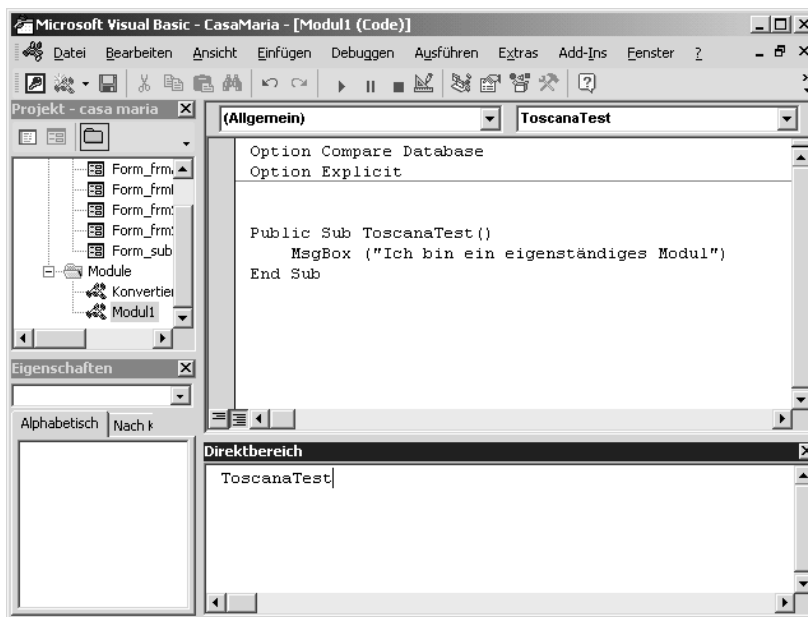 Microsoft Visual Basic - CasaMaria - [Modul1 (Code)]
Datei Bearbeiten Ansicht Einfügen Debuggen Ausführen Extras Add-Ins Fenster ?
Projekt - casa maria
(Allgemein) ToscanaTest
Form_frm
Form_frm
Form_frm
Form_frm
Form_sub
Module
Konvertier
Modul1
Option Compare Database
Option Explicit
Public Sub ToscanaTest()
MsgBox ("Ich bin ein eigenständiges Modul")
End Sub
Eigenschaften
Alphabetisch Nach k
Direktbereich
ToscanaTest